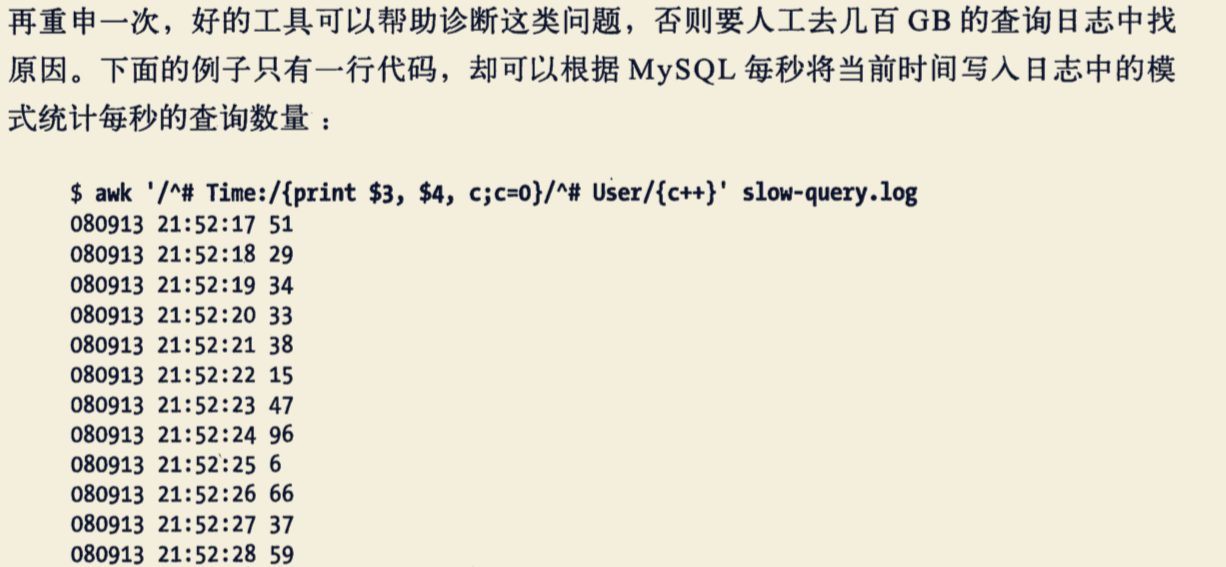 再重申一次，好的工具可以帮助诊断这类问题，否则要人工去几百 GB 的查询日志中找
原因。下面的例子只有一行代码，却可以根据 MySQL 每秒将当前时间写入日志中的模
式统计每秒的查询数量：
$ awk '/^# Time:/{print $3, $4, c;c=0}/^# User/{c++}' slow-query.log
080913 21:52:17 51
080913 21:52:18 29
080913 21:52:19 34
080913 21:52:20 33
080913 21:52:21 38
080913 21:52:22 15
080913 21:52:23 47
080913 21:52:24 96
080913 21:52:25 6
080913 21:52:26 66
080913 21:52:27 37
080913 21:52:28 59